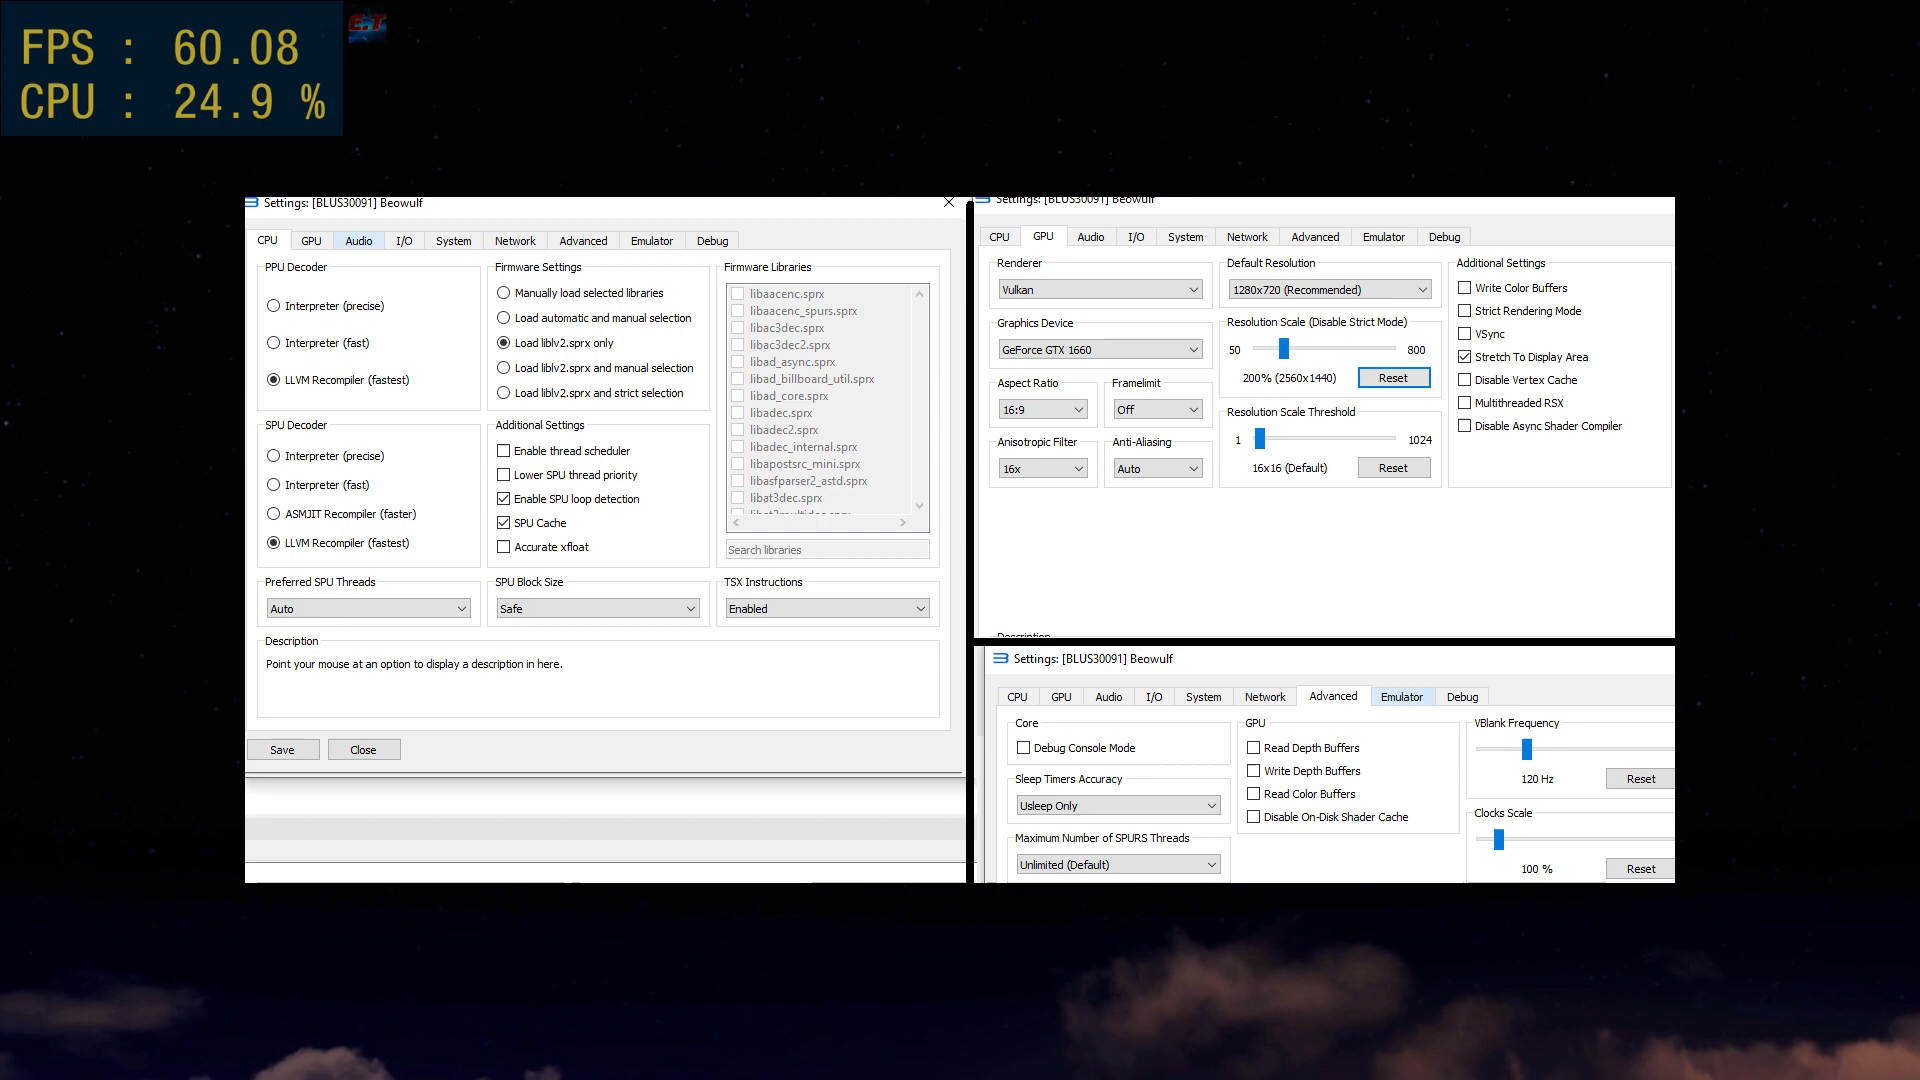 FPS : 60.08
CPU : 24.9 %
Settings: [BLUS30091] Beowulf
CPU GPU Audio I/O System Network Advanced Emulator Debug
PPU Decoder
Interpreter (precise)
Interpreter (fast)
LLVM Recompiler (fastest)
SPU Decoder
Interpreter (precise)
Interpreter (fast)
ASMJIT Recompiler (faster)
LLVM Recompiler (fastest)
Preferred SPU Threads
Auto
Firmware Settings
Manually load selected libraries
Load automatic and manual selection
Load liblv2.sprx only
Load liblv2.sprx and manual selection
Load liblv2.sprx and strict selection
Additional Settings
Enable thread scheduler
Lower SPU thread priority
Enable SPU loop detection
SPU Cache
Accurate xfloat
SPU Block Size
Safe
Firmware Libraries
libaacenc.sprx
libaacenc_spurs.sprx
libac3dec.sprx
libac3dec2.sprx
libad_async.sprx
libad_billboard_util.sprx
libad_core.sprx
libadec.sprx
libadec2.sprx
libadec_internal.sprx
libapostsrc_mini.sprx
libasfparser2_astd.sprx
libat3dec.sprx
Search libraries
TSX Instructions
Enabled
Description
Point your mouse at an option to display a description in here.
Save Close
Settings: [BLUS30091] Beowulf
CPU GPU Audio I/O System Network Advanced Emulator Debug
Renderer
Vulkan
Graphics Device
GeForce GTX 1660
Aspect Ratio
16:9
Framelimit
Off
Anisotropic Filter
16x
Anti-Aliasing
Auto
Default Resolution
1280x720 (Recommended)
Resolution Scale (Disable Strict Mode)
50 800
200% (2560x1440) Reset
Resolution Scale Threshold
1 1024
16x16 (Default) Reset
Additional Settings
Write Color Buffers
Strict Rendering Mode
VSync
Stretch To Display Area
Disable Vertex Cache
Multithreaded RSX
Disable Async Shader Compiler
Description
Settings: [BLUS30091] Beowulf
CPU GPU Audio I/O System Network Advanced Emulator Debug
Core
Debug Console Mode
Sleep Timers Accuracy
Usleep Only
Maximum Number of SPURS Threads
Unlimited (Default)
GPU
Read Depth Buffers
Write Depth Buffers
Read Color Buffers
Disable On-Disk Shader Cache
VBlank Frequency
120 Hz Reset
Clocks Scale
100 % Reset